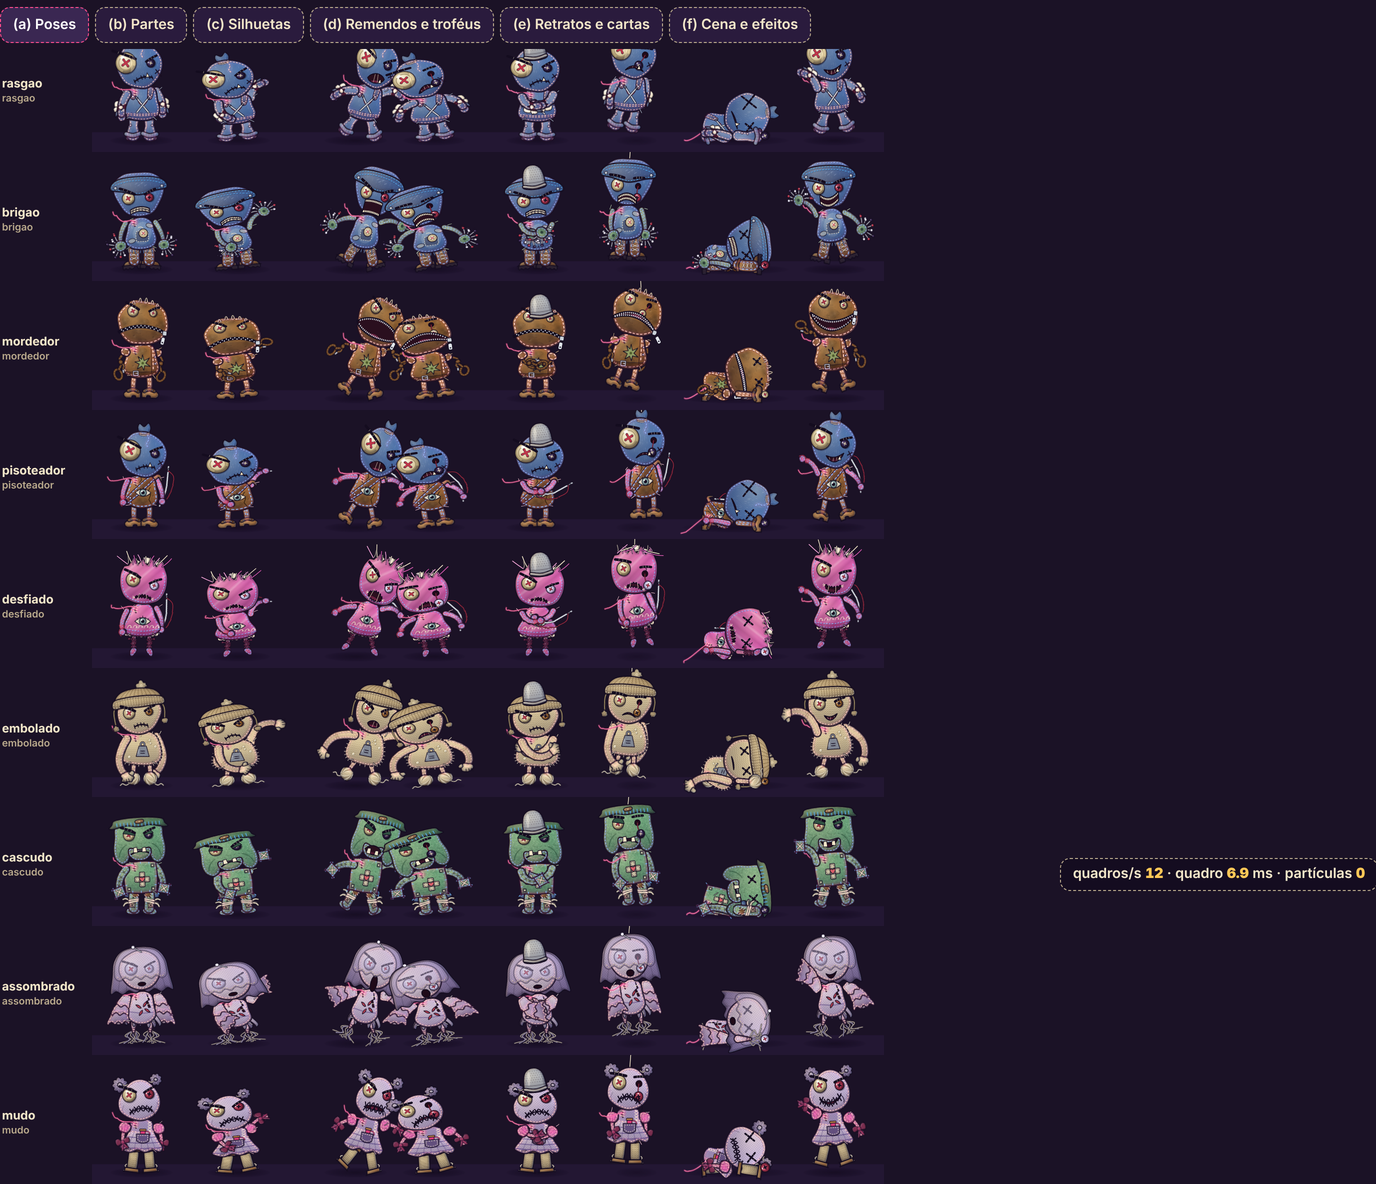 (a) Poses
(b) Partes
(c) Silhuetas
(d) Remendos e troféus
(e) Retratos e cartas
(f) Cena e efeitos
rasgao
rasgao
brigao
brigao
mordedor
mordedor
pisoteador
pisoteador
desfiado
desfiado
embolado
embolado
cascudo
cascudo
quadros/s 12 · quadro 6.9 ms · partículas 0
assombrado
assombrado
mudo
mudo